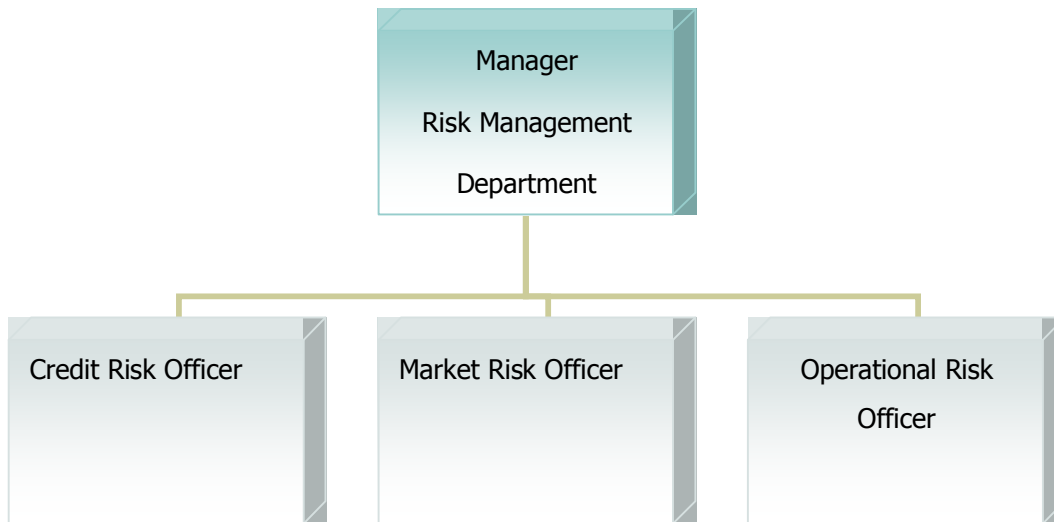 Manager
Risk Management
Department
Credit Risk Officer
Market Risk Officer
Operational Risk
Officer